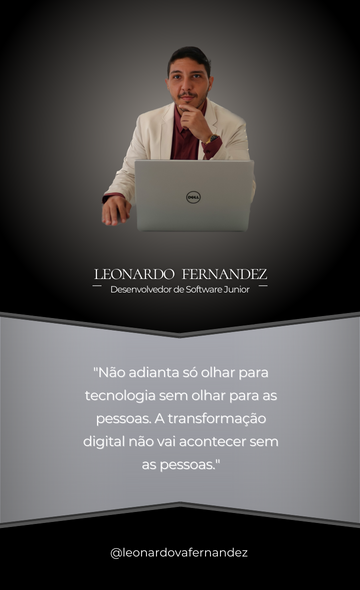 DELL
LEONARDO FERNANDEZ
Desenvolvedor de Software Junior
"Não adianta só olhar para
tecnologia sem olhar para as
pessoas. A transformação
digital não vai acontecer sem
as pessoas."
@leonardovafernandez